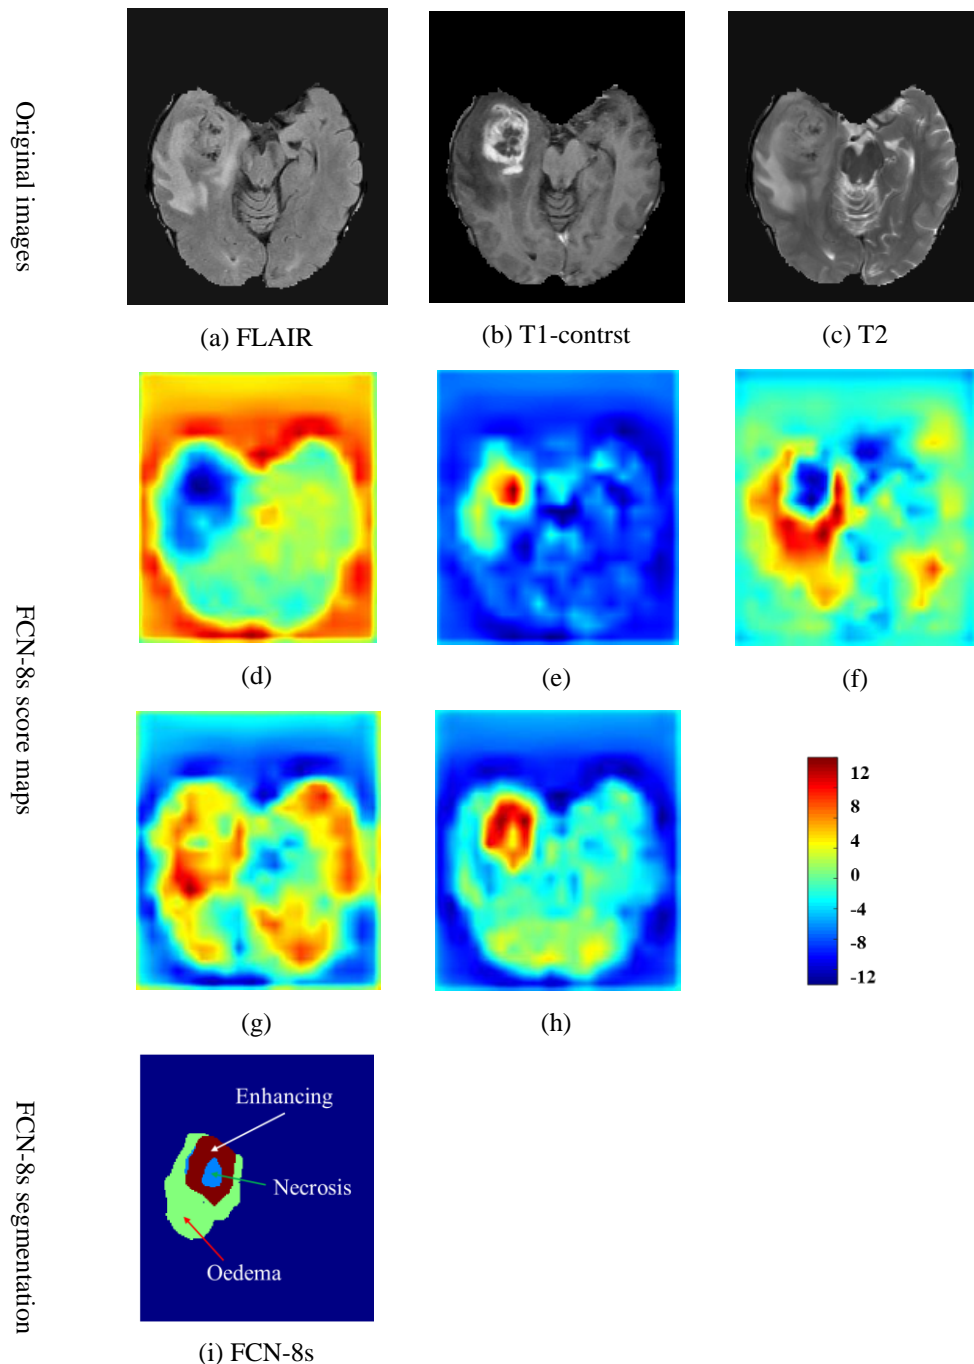 Original images
(a) FLAIR
(b) T1-contrst
(c) T2
FCN-8s score maps
(d)
(e)
(f)
(g)
(h)
12
8
4
0
-4
-8
-12
FCN-8s segmentation
Enhancing
Necrosis
Oedema
(i) FCN-8s